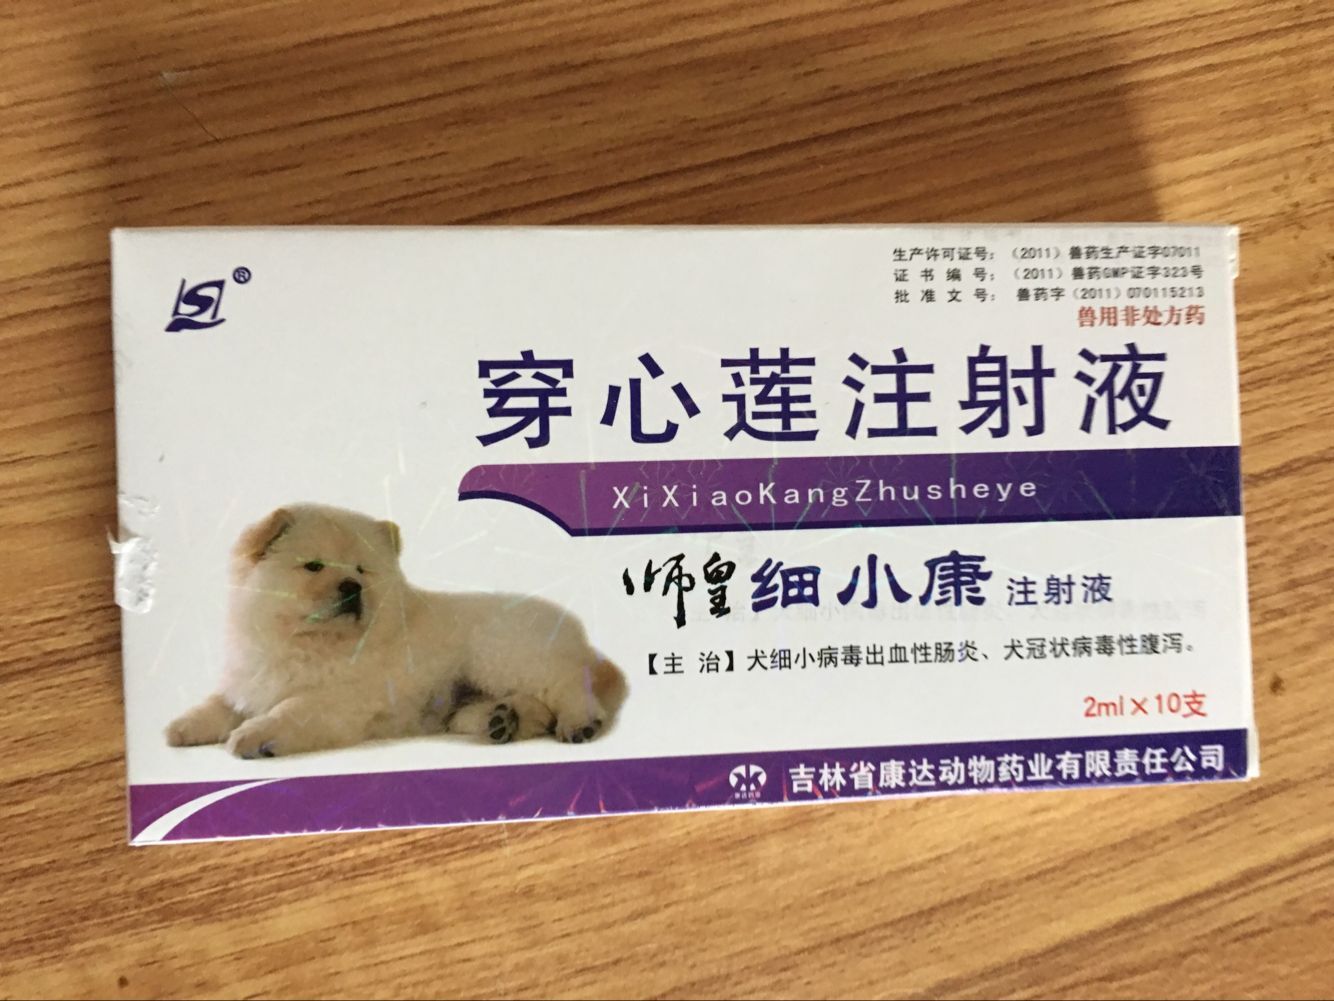 生产许可证号：（2011）兽药生产证字07011
证书编号：（2011）兽药GMP证字323号
批准文号：兽药字（2011）070115213
兽用非处方药
穿心莲注射液
XiXiaoKangZhusheye
师皇 细小康 注射液
【主 治】犬细小病毒出血性肠炎、犬冠状病毒性腹泻。
2ml×10支
吉林省康达动物药业有限责任公司